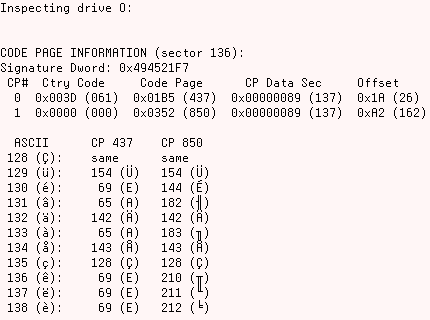 Inspecting drive O:
CODE PAGE INFORMATION (sector 136):
Signature Dword: 0x494521F7
CP# Ctry Code Code Page CP Data Sec Offset
0 0x003D (061) 0x01B5 (437) 0x00000089 (137) 0x1A (26)
1 0x0000 (000) 0x0352 (850) 0x00000089 (137) 0xA2 (162)
ASCII CP 437 CP 850
128 (Ç): same same
129 (ü): 154 (Ü) 154 (Ü)
130 (é): 69 (E) 144 (É)
131 (â): 65 (A) 182 (╢)
132 (ä): 142 (Ä) 142 (Ä)
133 (à): 65 (A) 183 (╖)
134 (å): 143 (Å) 143 (Å)
135 (ç): 128 (Ç) 128 (Ç)
136 (ê): 69 (E) 210 (╥)
137 (ë): 69 (E) 211 (╙)
138 (è): 69 (E) 212 (╘)